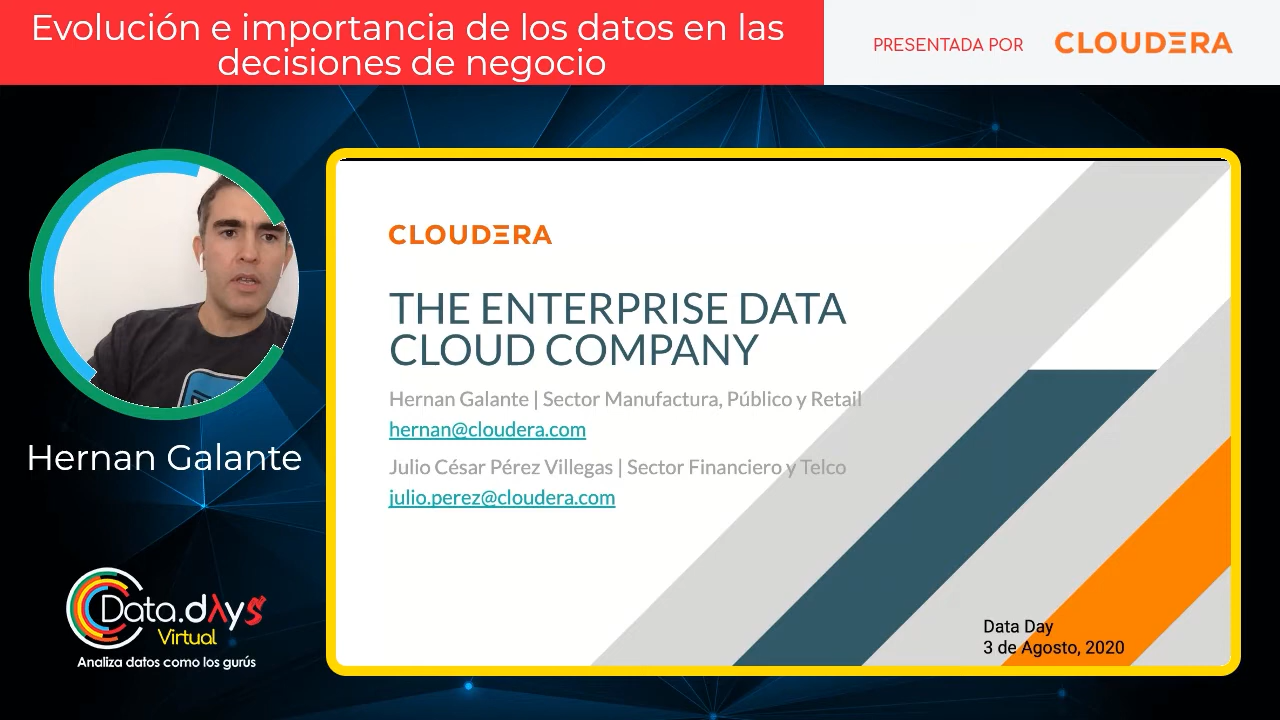 Evolución e importancia de los datos en las
decisiones de negocio
PRESENTADA POR
CLOUDERA
CLOUDERA
THE ENTERPRISE DATA
CLOUD COMPANY
Hernan Galante | Sector Manufactura, Público y Retail
hernan@cloudera.com
Julio César Pérez Villegas | Sector Financiero y Telco
julio.perez@cloudera.com
Data Day
3 de Agosto, 2020
Hernan Galante
Data.dAys
Virtual
Analiza datos como los gurús